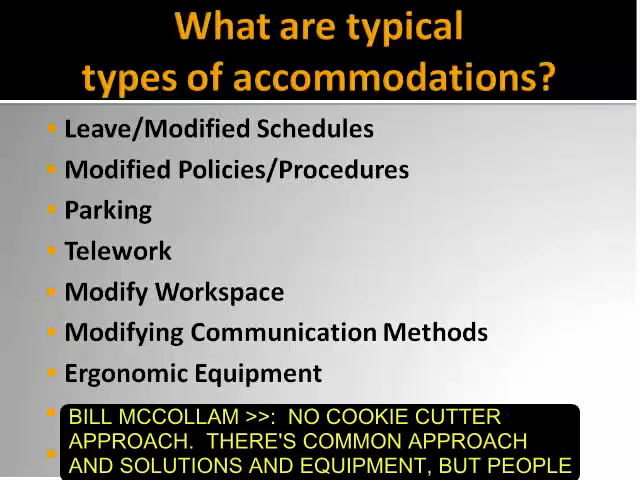 What are typical
types of accommodations?
Leave/Modified Schedules
Modified Policies/Procedures
Parking
Telework
Modify Workspace
Modifying Communication Methods
Ergonomic Equipment
BILL MCCOLLAM >>:  NO COOKIE CUTTER
APPROACH.  THERE'S COMMON APPROACH
AND SOLUTIONS AND EQUIPMENT, BUT PEOPLE